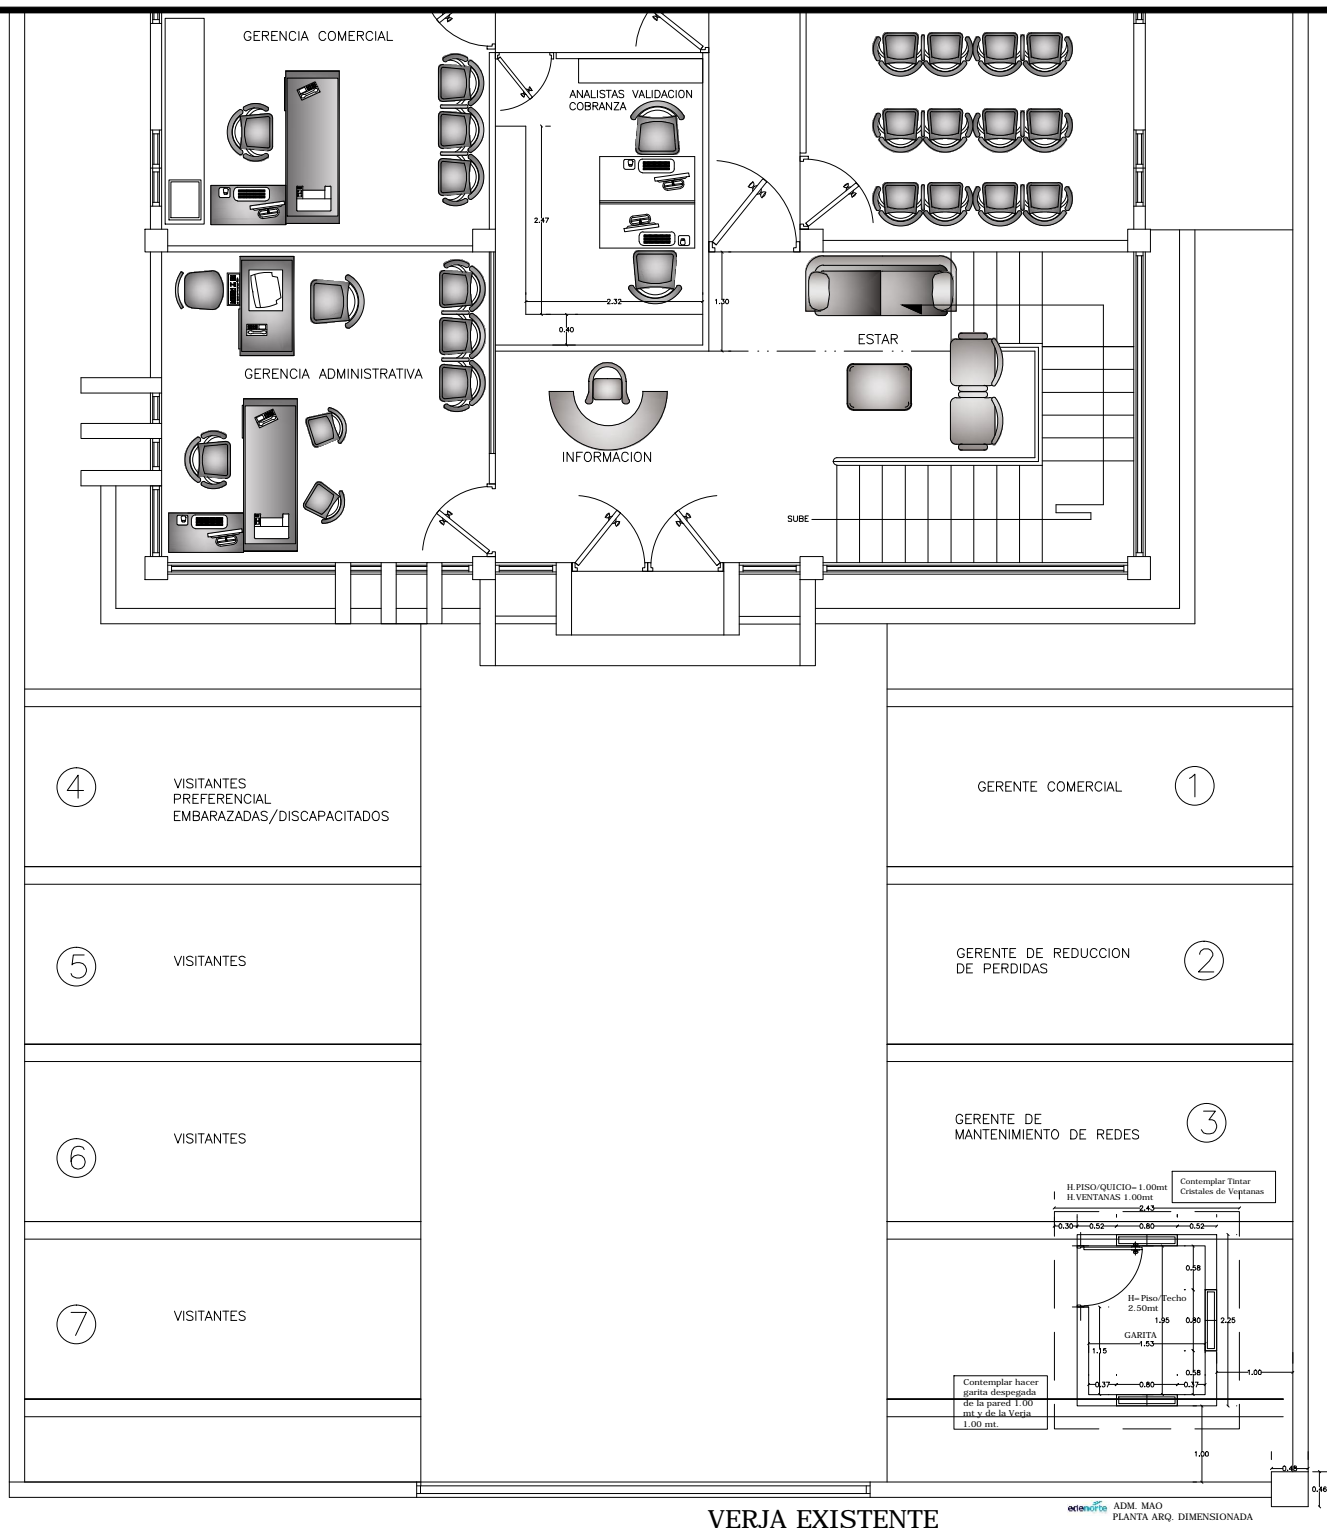 GERENCIA COMERCIAL
ANALISTAS VALIDACION
COBRANZA
2.47
2.32
1.30
0.40
ESTAR
GERENCIA ADMINISTRATIVA
INFORMACION
SUBE
4
VISITANTES
PREFERENCIAL
EMBARAZADAS/DISCAPACITADOS
GERENTE COMERCIAL
1
5
VISITANTES
GERENTE DE REDUCCION
DE PERDIDAS
2
6
VISITANTES
GERENTE DE
MANTENIMIENTO DE REDES
3
H.PISO/QUICIO=1.00mt
H.VENTANAS 1.00mt
Contemplar Tintar
Cristales de Ventanas
2.43
0.30 0.52 0.80 0.52
7
VISITANTES
0.58
H=Piso/Techo
2.50mt
1.95 0.80 2.25
GARITA
1.53
1.15
0.58
1.00
0.37 0.80 0.37
Contemplar hacer
garita despegada
de la pared 1.00
mt y de la Verja
1.00 mt.
1.00
0.48
0.46
VERJA EXISTENTE
edenorte
ADM. MAO
PLANTA ARQ. DIMENSIONADA